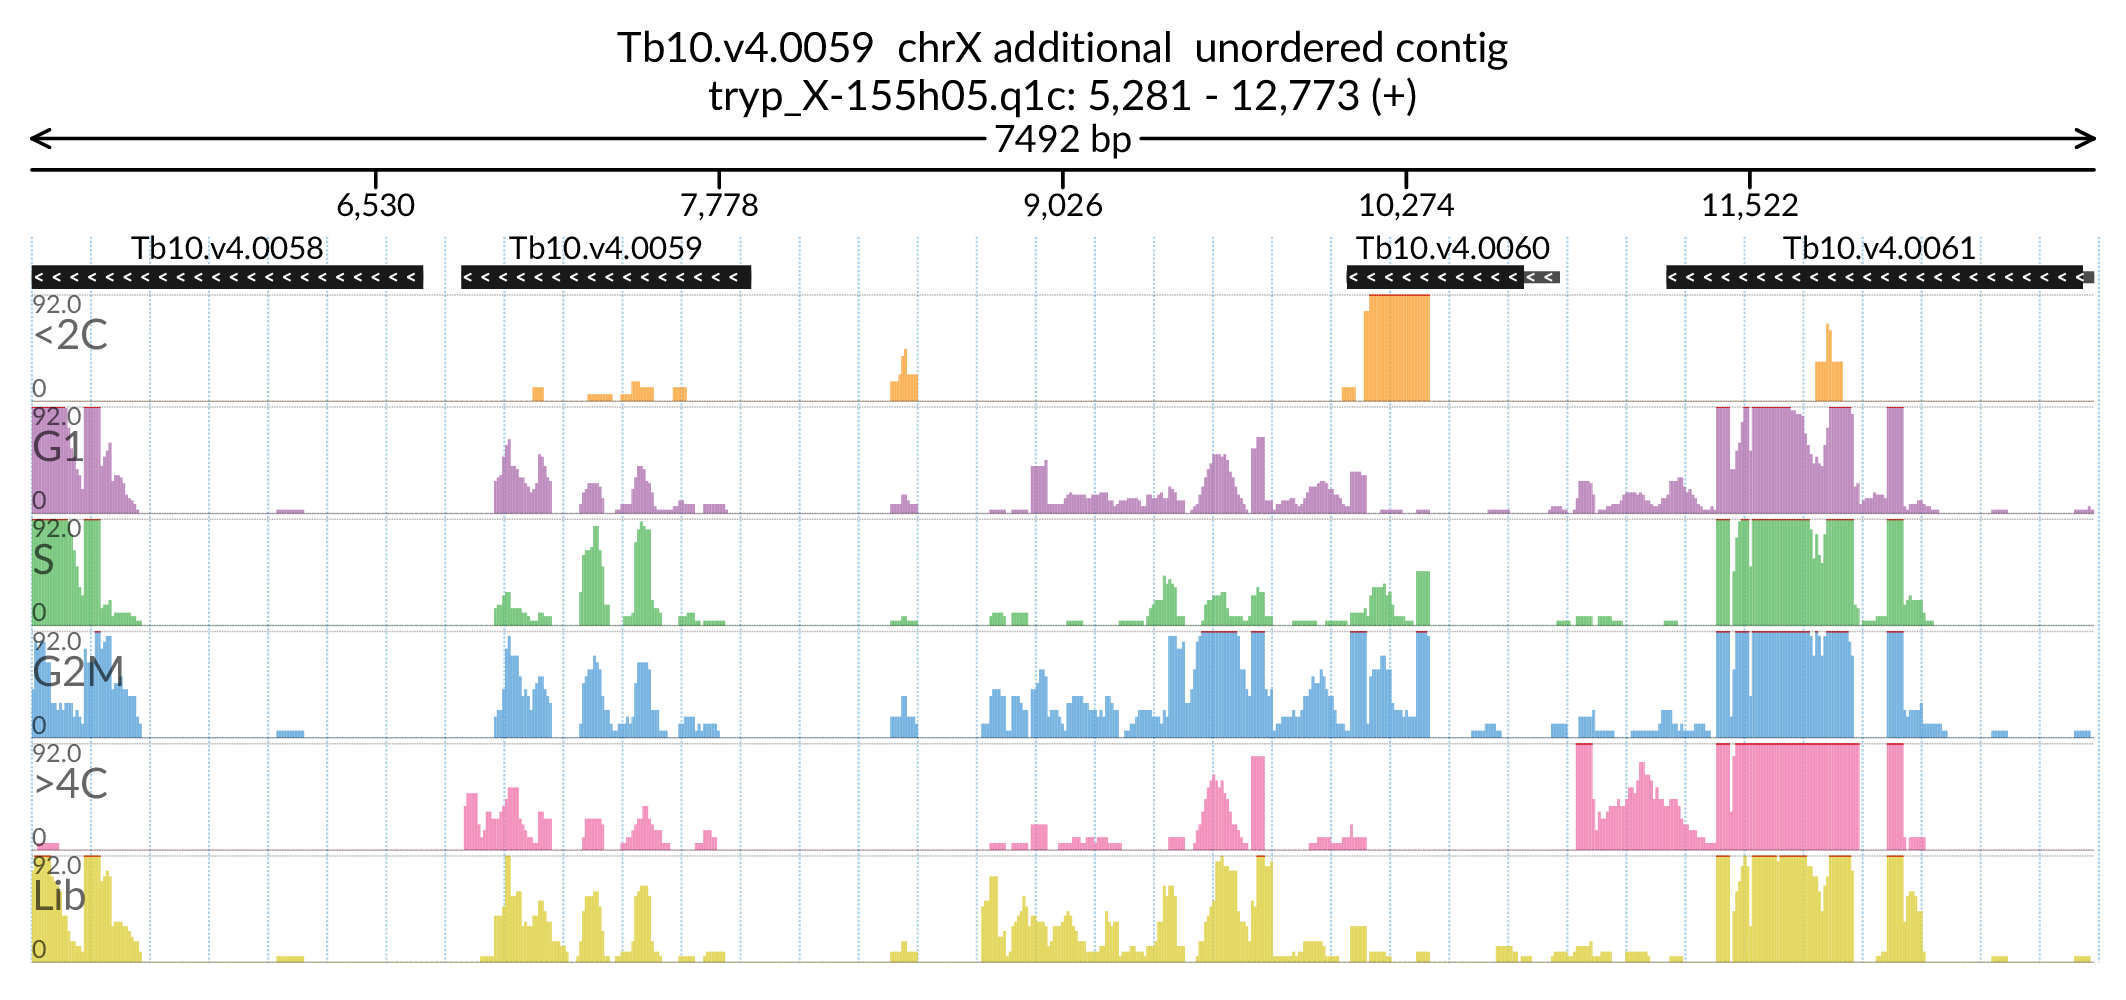 Tb10.v4.0059 chrX additional unordered contig
tryp_X-155h05.q1c: 5,281 - 12,773 (+)
7492 bp
6,530 7,778 9,026 10,274 11,522
Tb10.v4.0058 Tb10.v4.0059 Tb10.v4.0060 Tb10.v4.0061
92.0
<2C
0
92.0
G1
0
92.0
S
0
92.0
G2M
0
92.0
>4C
0
92.0
Lib
0